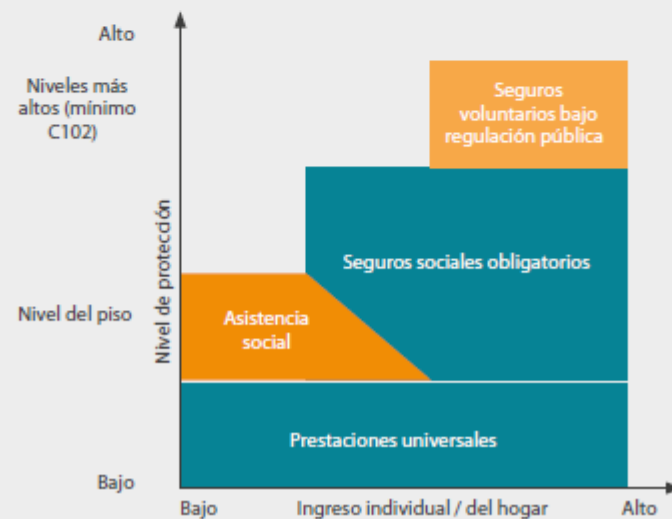 Alto
Niveles más
altos (mínimo
C102)
Seguros
voluntarios bajo
regulación pública
Nivel de protección
Seguros sociales obligatorios
Nivel del piso
Asistencia
social
Prestaciones universales
Bajo
Bajo
Ingreso individual / del hogar
Alto